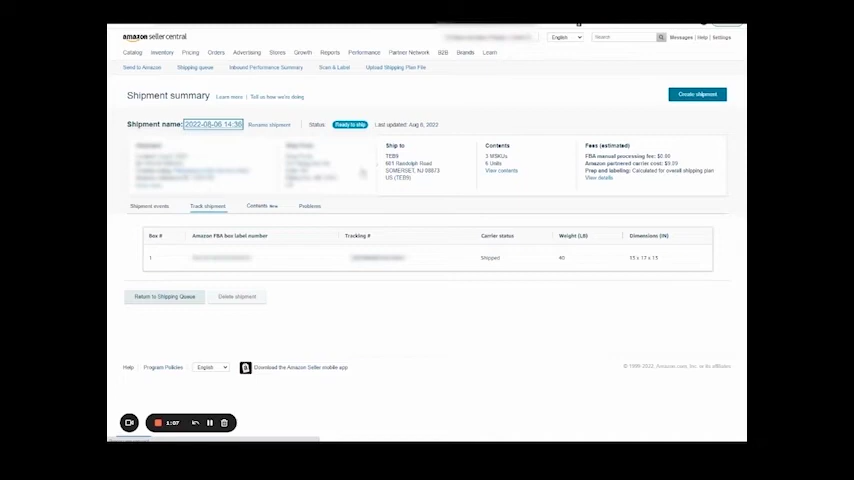 amazon seller central
English
Search
Messages | Help | Settings
Catalog Inventory Pricing Orders Advertising Stores Growth Reports Performance Partner Network B2B Brands Learn
Send to Amazon Shipping queue Inbound Performance Summary Scan & Label Upload Shipping Plan File
Shipment summary Learn more | Tell us how we're doing
Create shipment
Shipment name: 2022-08-06 14:36 Rename shipment Status: Ready to ship Last updated: Aug 6, 2022
Ship to
TEB9
601 Randolph Road
SOMERSET, NJ 08873
US (TEB9)
Contents
3 MSKUs
6 Units
View contents
Fees (estimated)
FBA manual processing fee: $0.00
Amazon partnered carrier cost: $9.09
Prep and labeling: Calculated for overall shipping plan
View details
Shipment events Track shipment Contents New Problems
Box # Amazon FBA box label number Tracking # Carrier status Weight (LB) Dimensions (IN)
1 Shipped 40 13 x 17 x 13
Return to Shipping Queue Delete shipment
Help Program Policies English Download the Amazon Seller mobile app
© 1999-2022, Amazon.com, Inc. or its affiliates
1:07